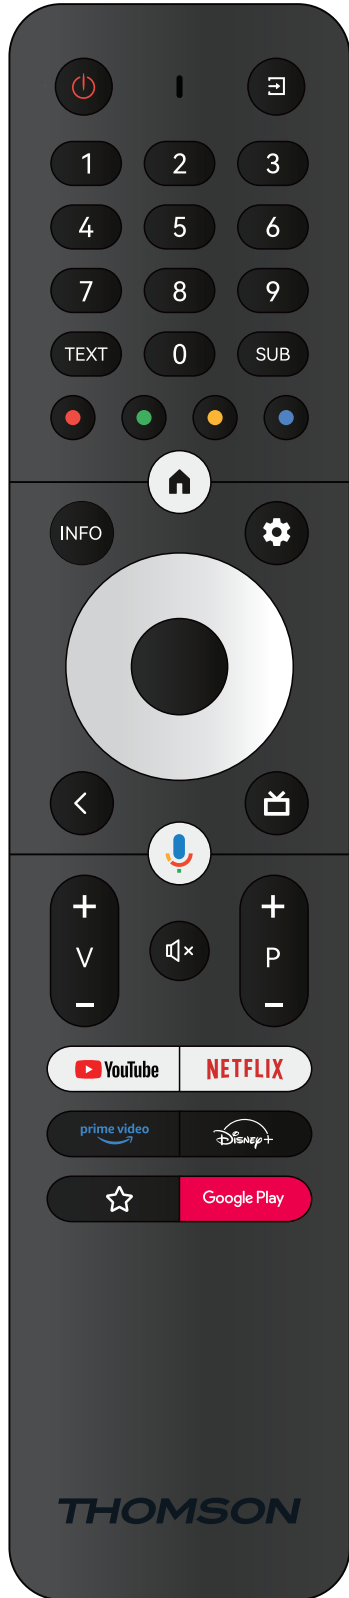 1 2 3
4 5 6
7 8 9
TEXT 0 SUB
INFO
+ +
V P
− −
YouTube NETFLIX
prime video Disney+
Google Play
THOMSON